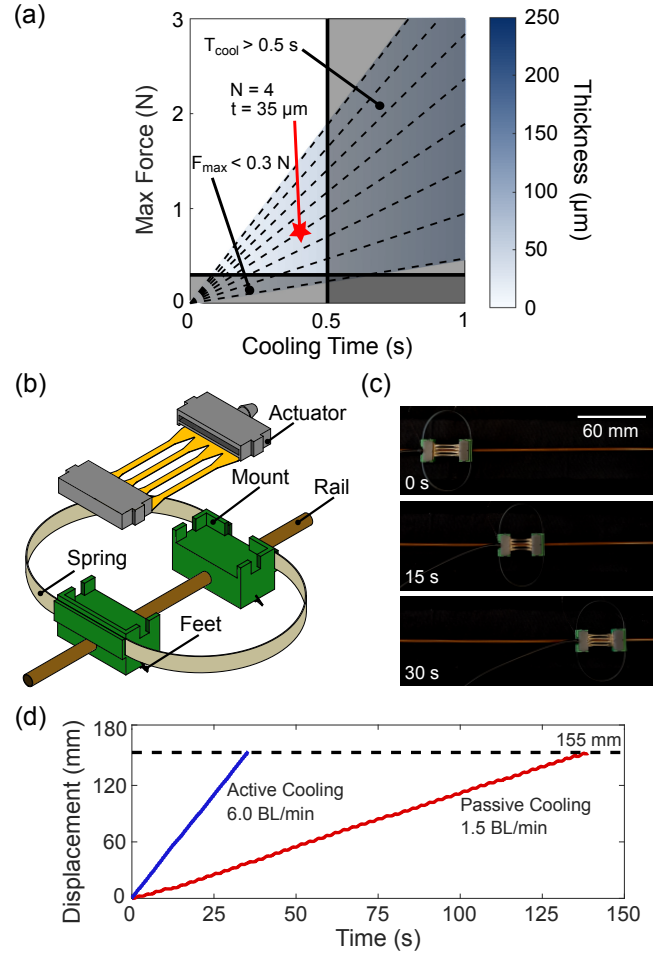 (a)
3
2
1
0
Max Force (N)
T_cool > 0.5 s
N = 4
t = 35 μm
F_max < 0.3 N
0
0.5
1
Cooling Time (s)
250
200
150
100
50
0
Thickness (μm)
(b)
Actuator
Mount
Rail
Spring
Feet
(c)
60 mm
0 s
15 s
30 s
(d)
180
120
60
0
Displacement (mm)
155 mm
Active Cooling
6.0 BL/min
Passive Cooling
1.5 BL/min
0
25
50
75
100
125
150
Time (s)